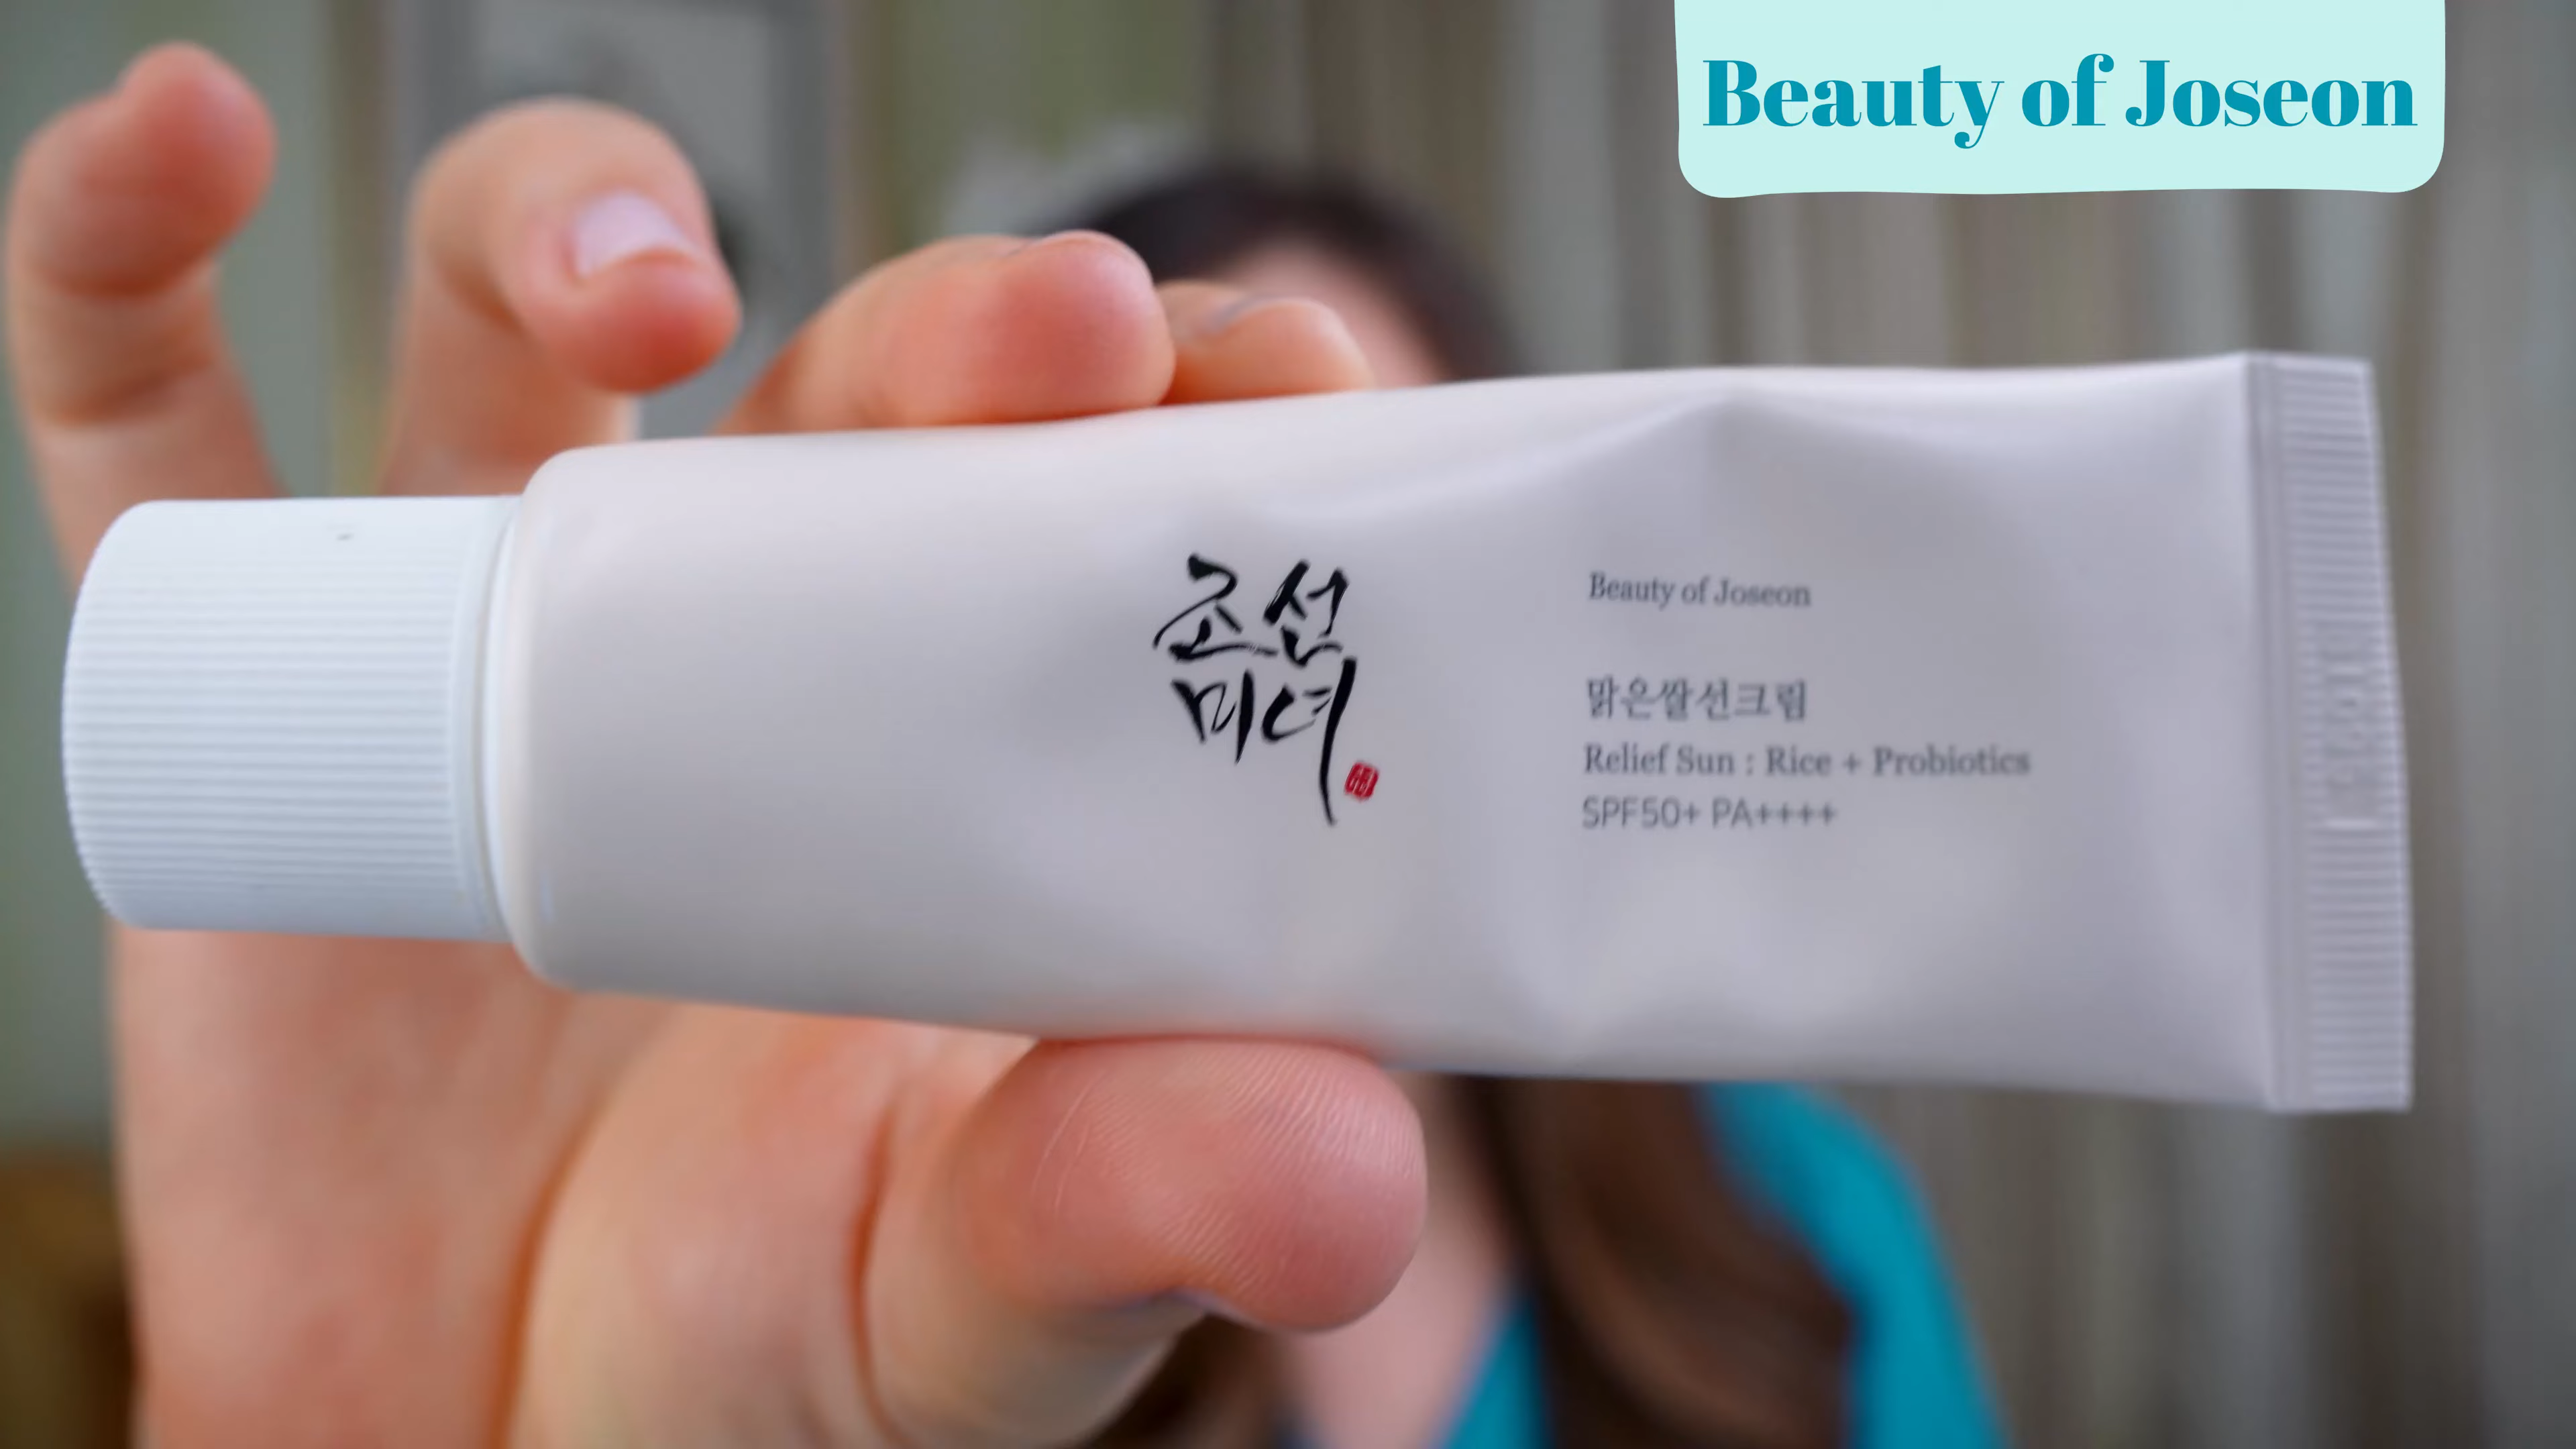 Beauty of Joseon
조선
미녀
Beauty of Joseon
맑은쌀선크림
Relief Sun : Rice + Probiotics
SPF50+ PA++++